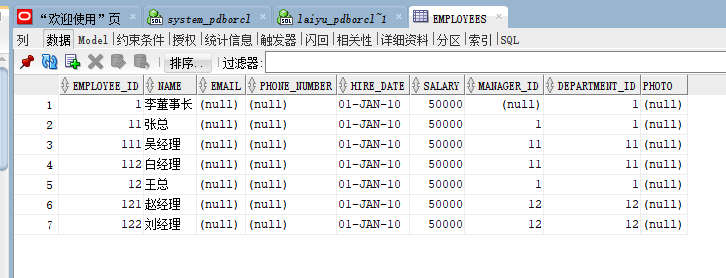 “欢迎使用”页 system_pdborcl laiyu_pdborcl~1 EMPLOYEES
列 数据 Model 约束条件 授权 统计信息 触发器 闪回 相关性 详细资料 分区 索引 SQL
排序.. 过滤器:
EMPLOYEE_ID NAME EMAIL PHONE_NUMBER HIRE_DATE SALARY MANAGER_ID DEPARTMENT_ID PHOTO
1 1 李董事长 (null) (null) 01-JAN-10 50000 (null) 1 (null)
2 11 张总 (null) (null) 01-JAN-10 50000 1 1 (null)
3 111 吴经理 (null) (null) 01-JAN-10 50000 11 11 (null)
4 112 白经理 (null) (null) 01-JAN-10 50000 11 11 (null)
5 12 王总 (null) (null) 01-JAN-10 50000 1 1 (null)
6 121 赵经理 (null) (null) 01-JAN-10 50000 12 12 (null)
7 122 刘经理 (null) (null) 01-JAN-10 50000 12 12 (null)